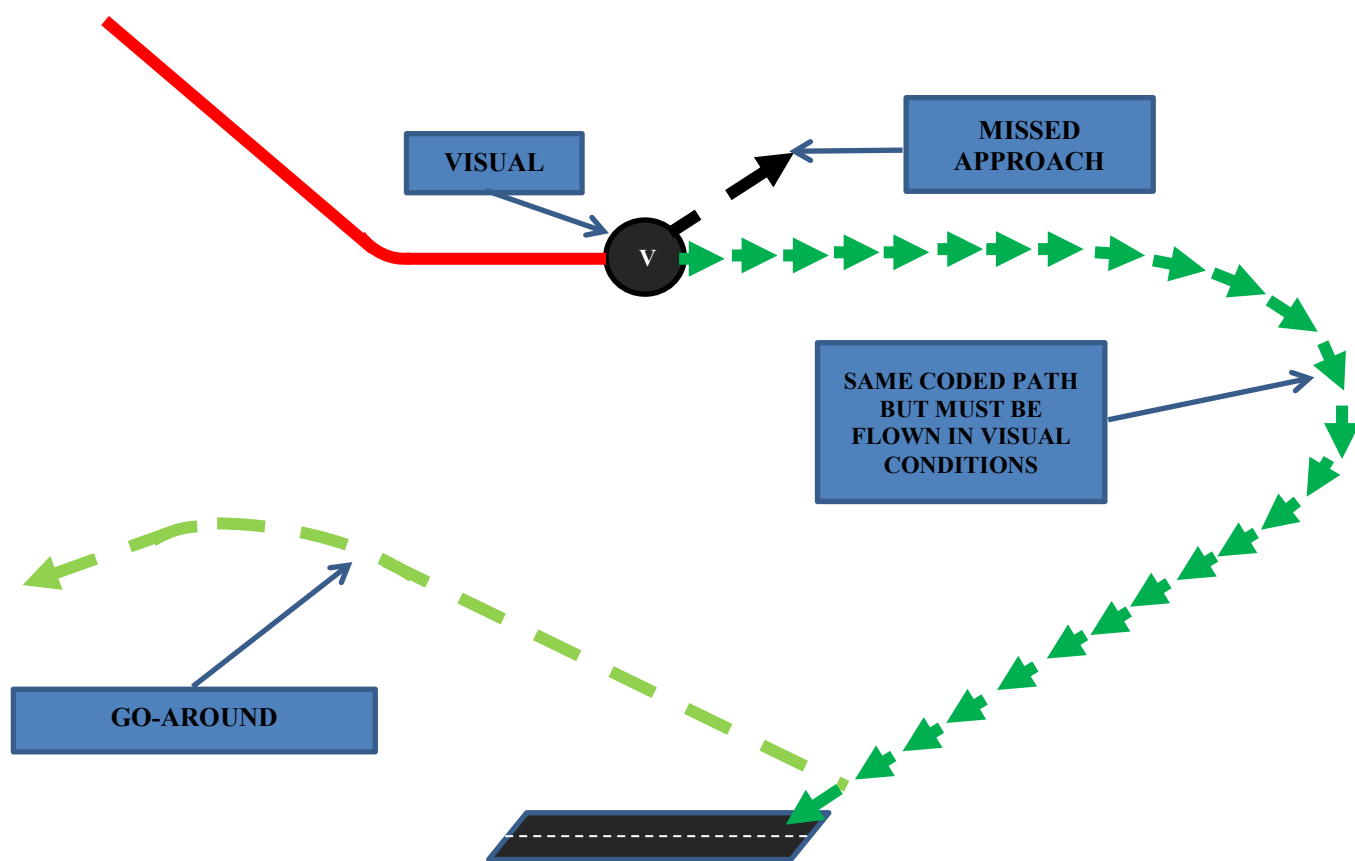 MISSED
APPROACH
VISUAL
V
SAME CODED PATH
BUT MUST BE
FLOWN IN VISUAL
CONDITIONS
GO-AROUND